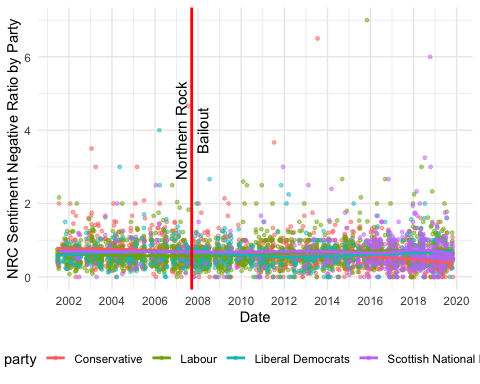 NRC Sentiment Negative Ratio by Party
6
4
2
0
Northern Rock
Bailout
2002 2004 2006 2008 2010 2012 2014 2016 2018 2020
Date
party Conservative Labour Liberal Democrats Scottish National